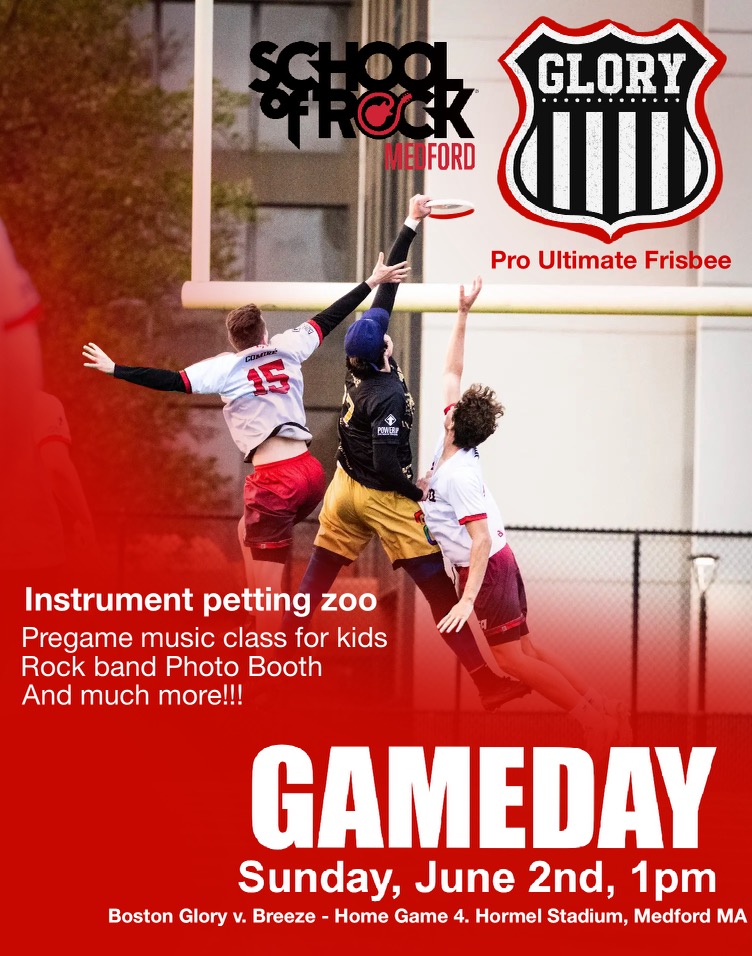 SCHOOL
of ROCK
MEDFORD
GLORY
Pro Ultimate Frisbee
15
POWER
Instrument petting zoo
Pregame music class for kids
Rock band Photo Booth
And much more!!!
GAMEDAY
Sunday, June 2nd, 1pm
Boston Glory v. Breeze - Home Game 4. Hormel Stadium, Medford MA